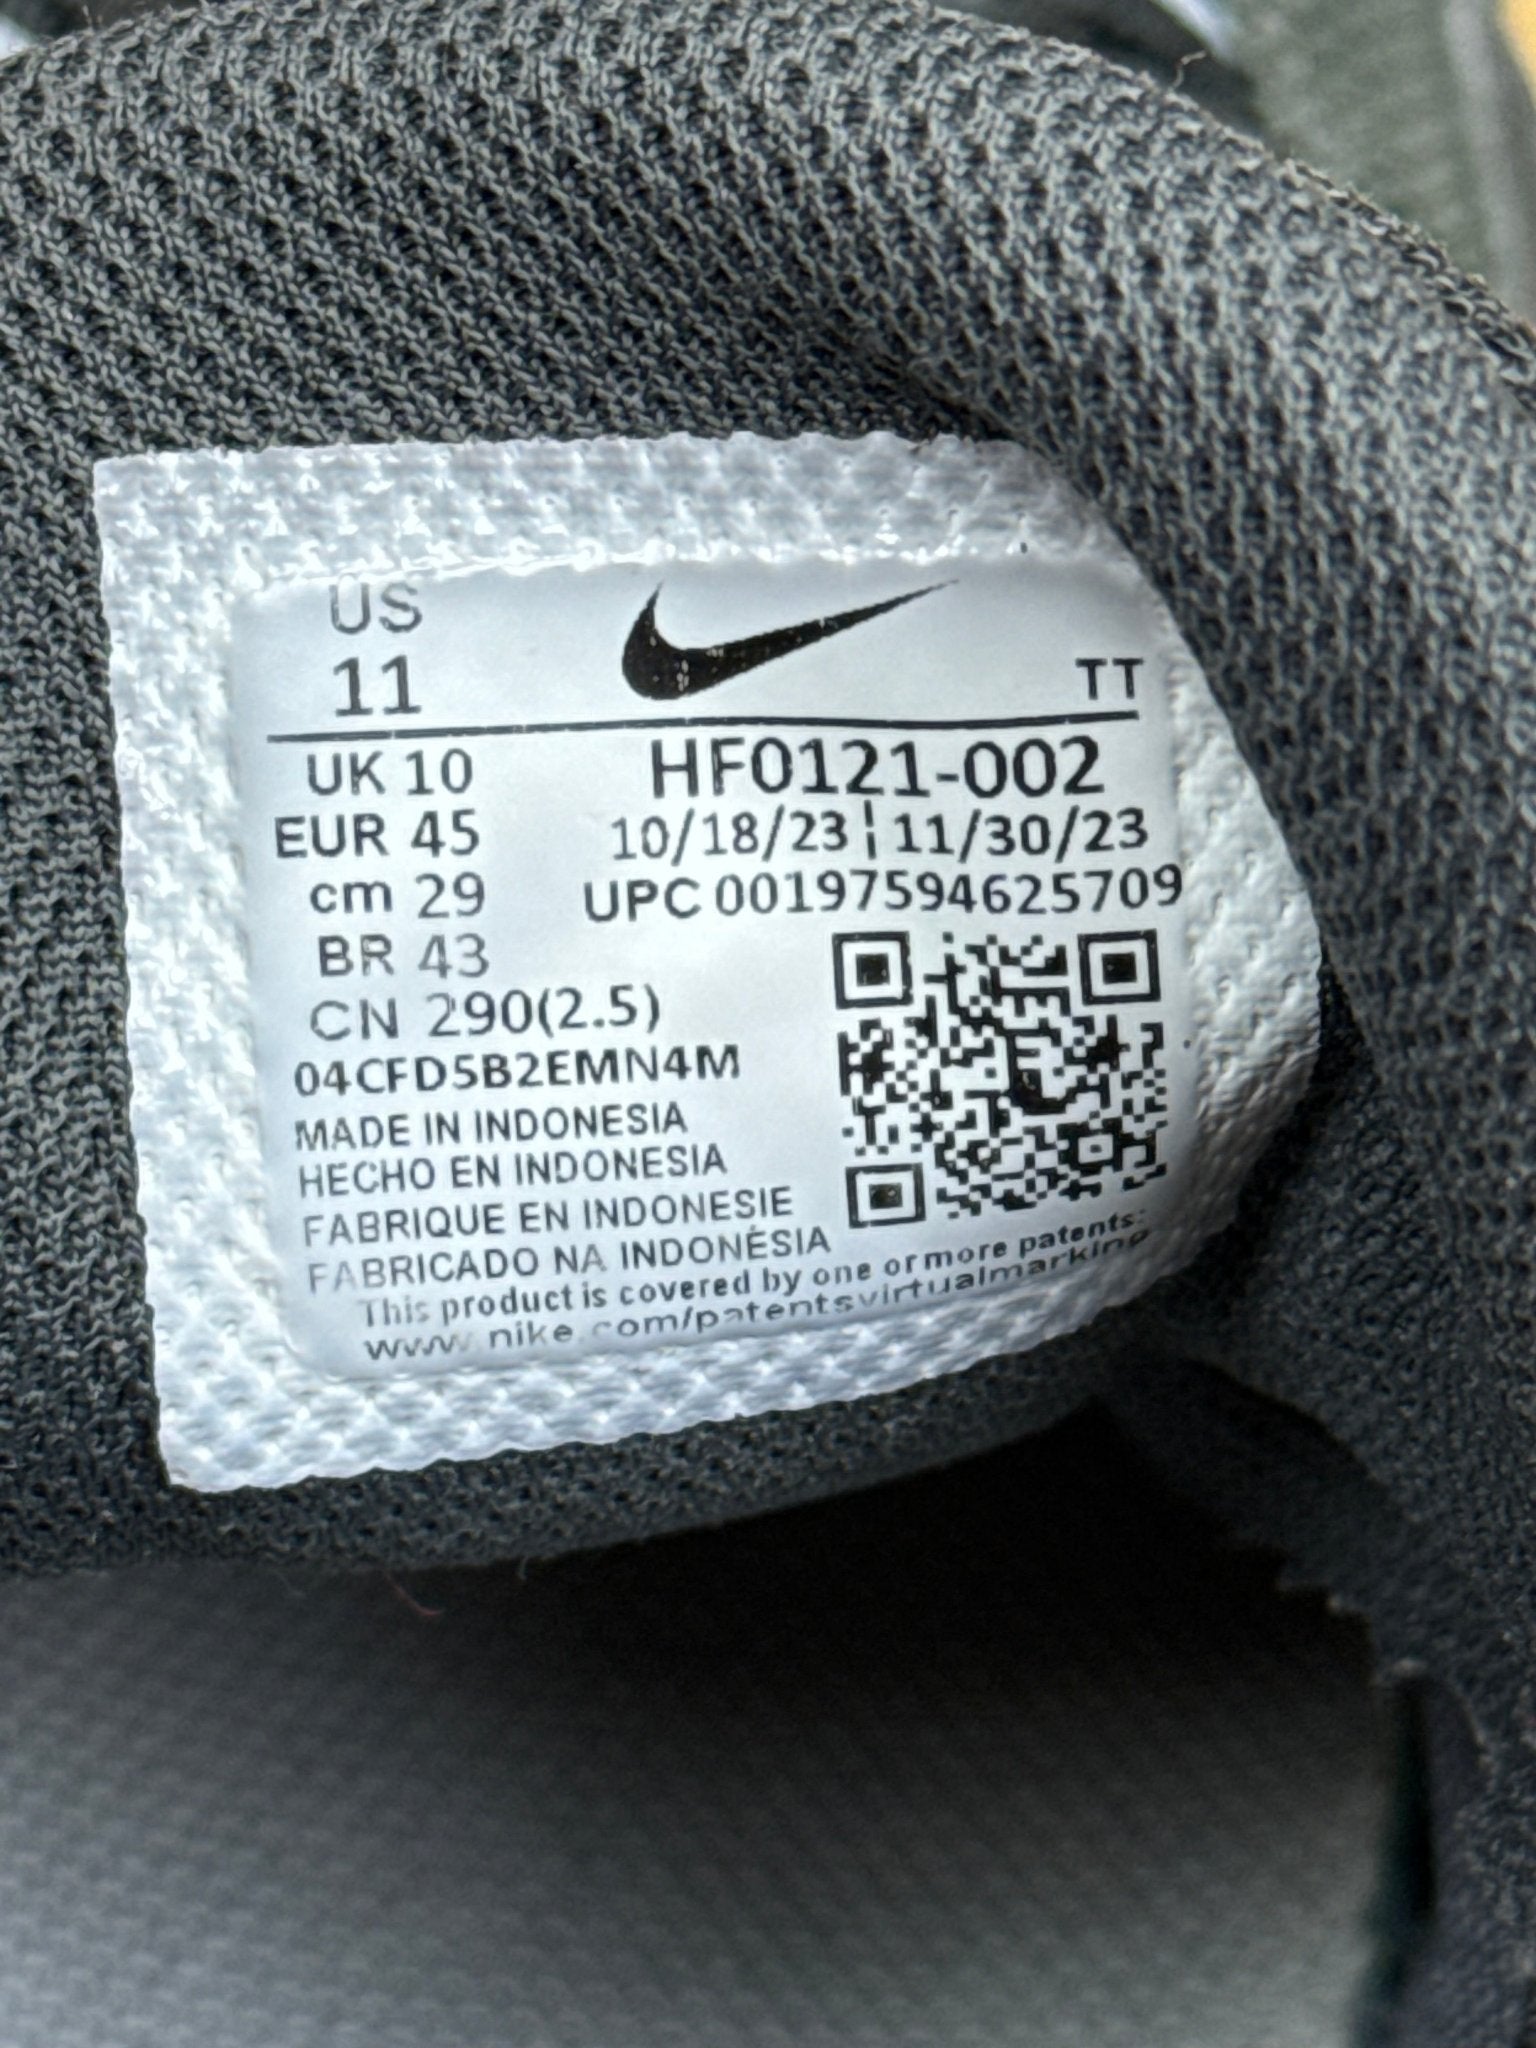 US
11
TT
UK 10
HF0121-002
EUR 45
10/18/23 ¦ 11/30/23
cm 29
UPC 00197594625709
BR 43
CN 290(2.5)
04CFD5B2EMN4M
MADE IN INDONESIA
HECHO EN INDONESIA
FABRIQUE EN INDONESIE
FABRICADO NA INDONÉSIA
This product is covered by one or more patents:
www.nike.com/patentsvirtualmarking